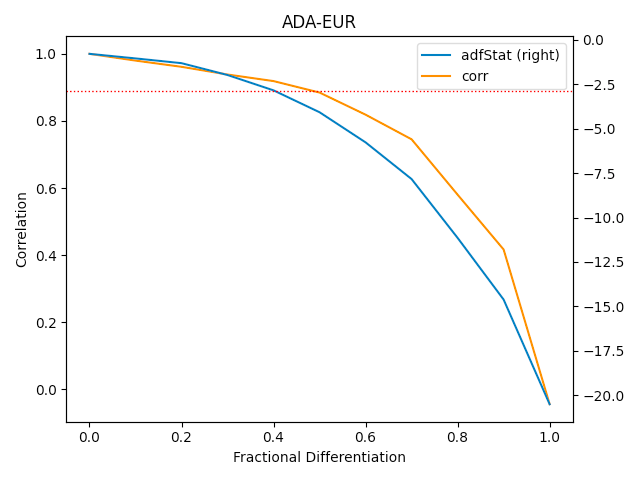 ADA-EUR
adfStat (right)
corr
1.0
0.8
0.6
0.4
0.2
0.0
Correlation
0.0
−2.5
−5.0
−7.5
−10.0
−12.5
−15.0
−17.5
−20.0
0.0 0.2 0.4 0.6 0.8 1.0
Fractional Differentiation